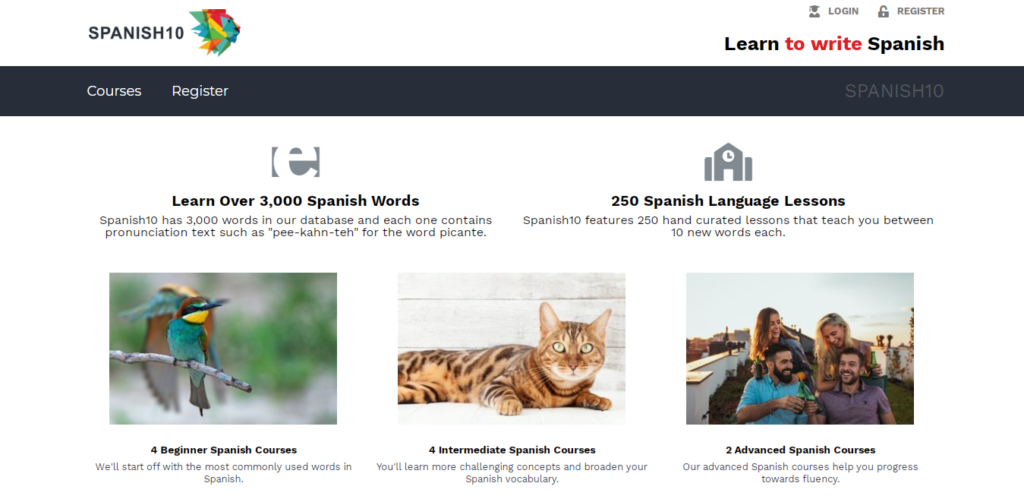 SPANISH10
LOGIN
REGISTER
Learn to write Spanish
Courses
Register
SPANISH10
e
Learn Over 3,000 Spanish Words
Spanish10 has 3,000 words in our database and each one contains
pronunciation text such as "pee-kahn-teh" for the word picante.
250 Spanish Language Lessons
Spanish10 features 250 hand curated lessons that teach you between
10 new words each.
4 Beginner Spanish Courses
We'll start off with the most commonly used words in
Spanish.
4 Intermediate Spanish Courses
You'll learn more challenging concepts and broaden your
Spanish vocabulary.
2 Advanced Spanish Courses
Our advanced Spanish courses help you progress
towards fluency.